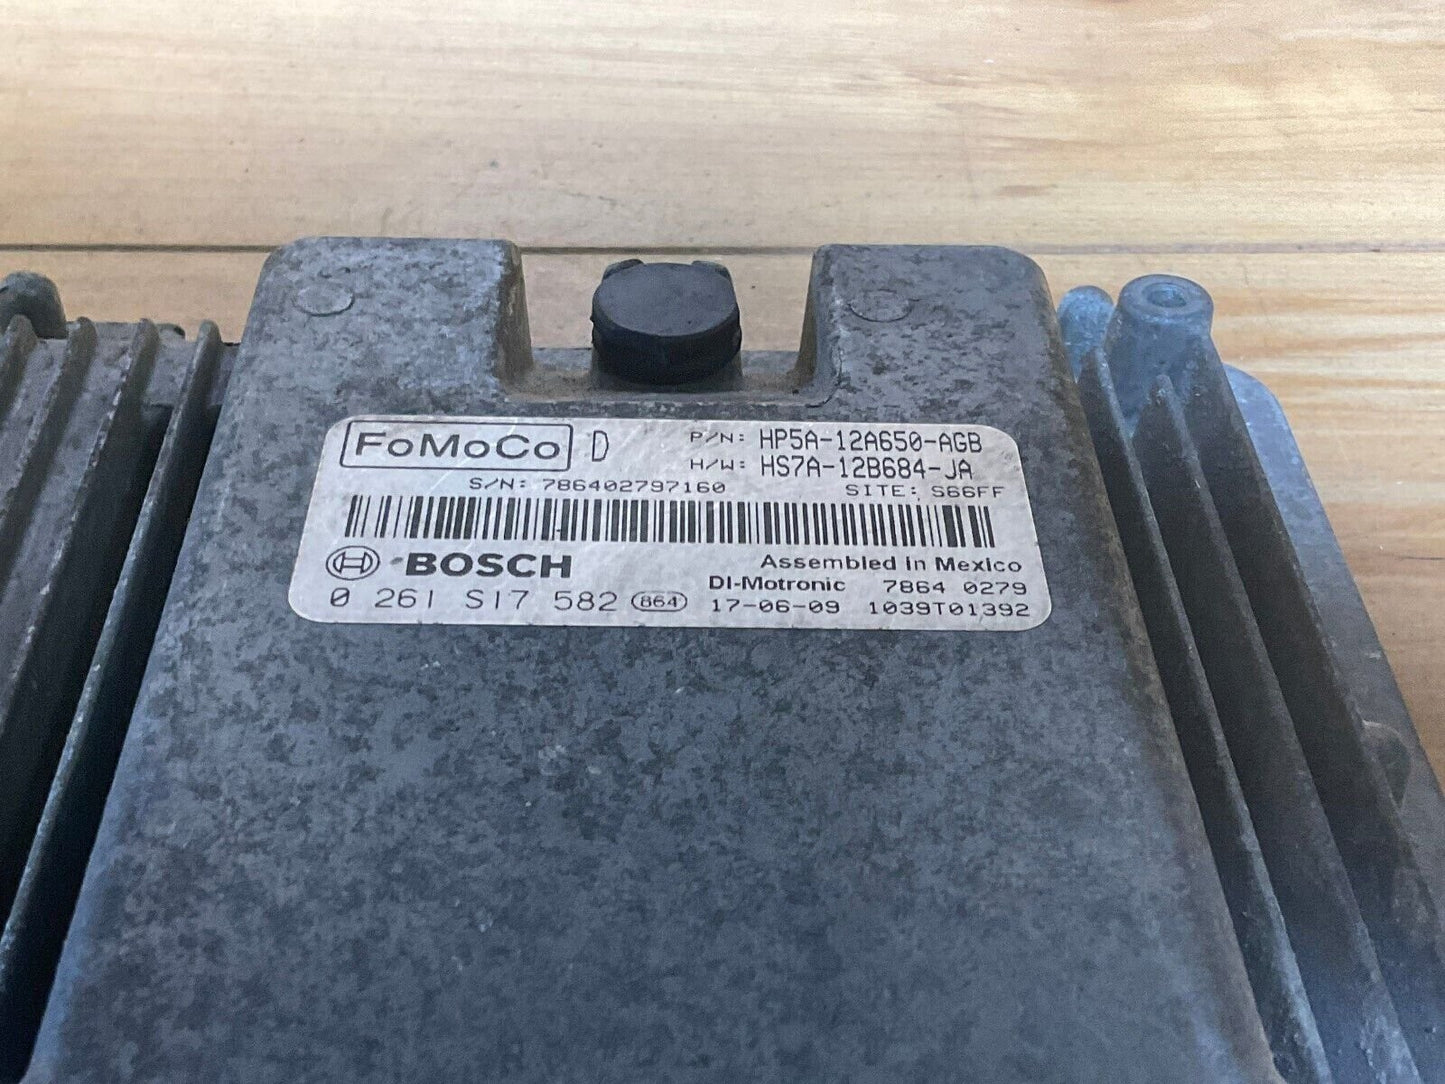 FoMoCo D P/N: HP5A-12A650-AGB
H/W: HS7A-12B684-JA
S/N: 786402797160 SITE: S66FF
BOSCH Assembled in Mexico
DI-Motronic 7864 0279
0 261 S17 582 864 17-06-09 1039T01392